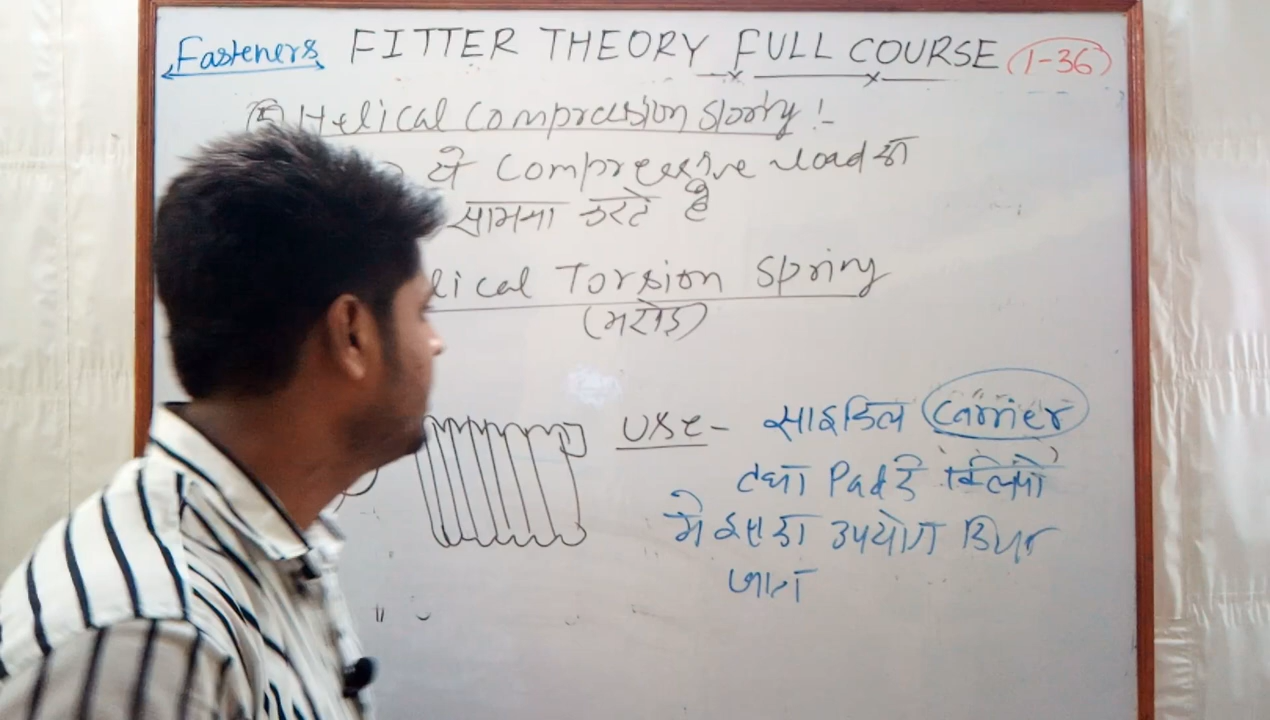 Fasteners FITTER THEORY FULL COURSE (1-36)
Helical Compression Spring :-
ये Compressive load का
सामना करते है
lical Torsion Spring
(मरोड़)
USE - साइकिल Carrier
तथा Pad के क्लिपो
मे इसका उपयोग किया
जाता